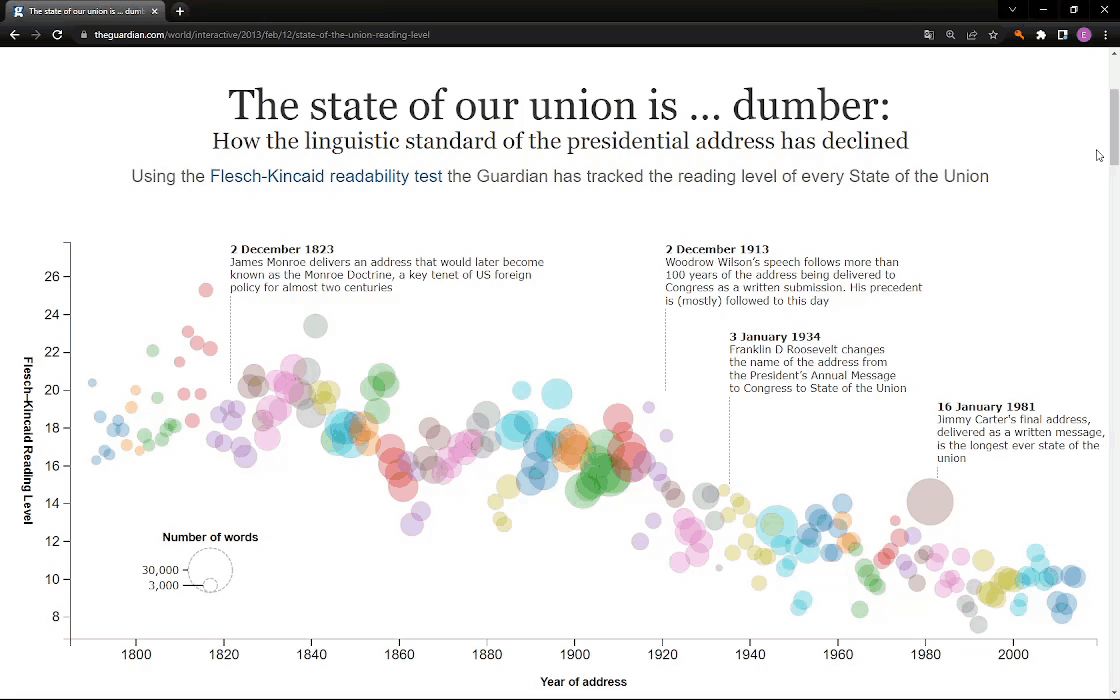 The state of our union is ... dumb
theguardian.com/world/interactive/2013/feb/12/state-of-the-union-reading-level
E
The state of our union is ... dumber:
How the linguistic standard of the presidential address has declined
Using the Flesch-Kincaid readability test the Guardian has tracked the reading level of every State of the Union
2 December 1823
James Monroe delivers an address that would later become
known as the Monroe Doctrine, a key tenet of US foreign
policy for almost two centuries
2 December 1913
Woodrow Wilson's speech follows more than
100 years of the address being delivered to
Congress as a written submission. His precedent
is (mostly) followed to this day
3 January 1934
Franklin D Roosevelt changes
the name of the address from
the President's Annual Message
to Congress to State of the Union
16 January 1981
Jimmy Carter's final address,
delivered as a written message,
is the longest ever state of the
union
Flesch–Kincaid Reading Level
26
24
22
20
18
16
14
12
10
8
Number of words
30,000
3,000
1800 1820 1840 1860 1880 1900 1920 1940 1960 1980 2000
Year of address